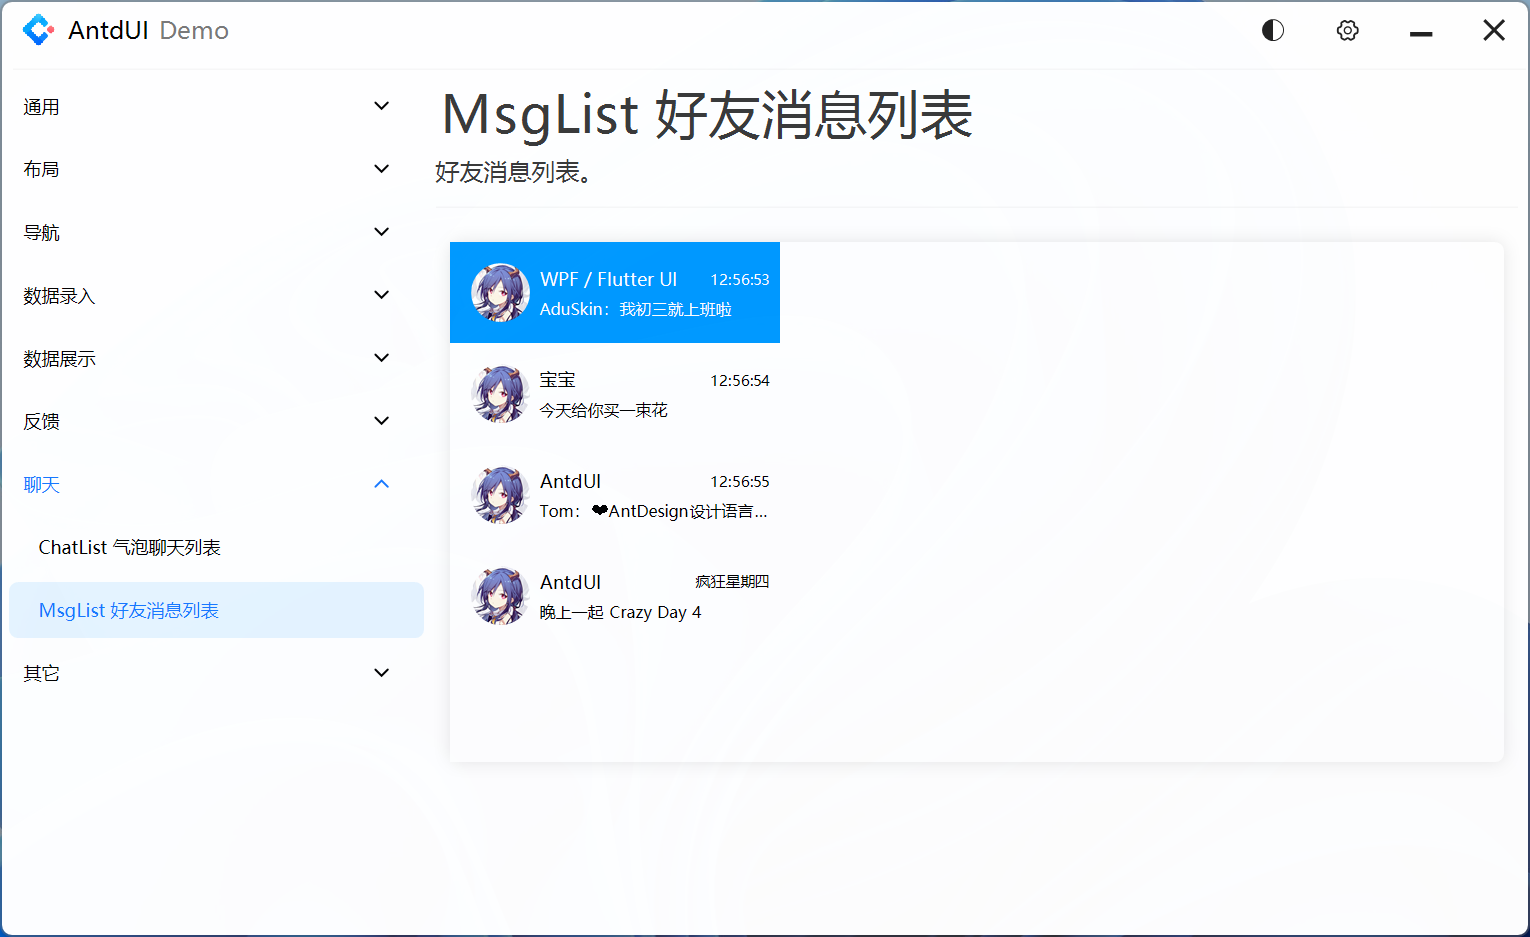 AntdUI Demo
通用
布局
导航
数据录入
数据展示
反馈
聊天
ChatList 气泡聊天列表
MsgList 好友消息列表
其它
MsgList 好友消息列表
好友消息列表。
WPF / Flutter UI 12:56:53
AduSkin：我初三就上班啦
宝宝 12:56:54
今天给你买一束花
AntdUI 12:56:55
Tom：❤AntDesign设计语言...
AntdUI 疯狂星期四
晚上一起 Crazy Day 4